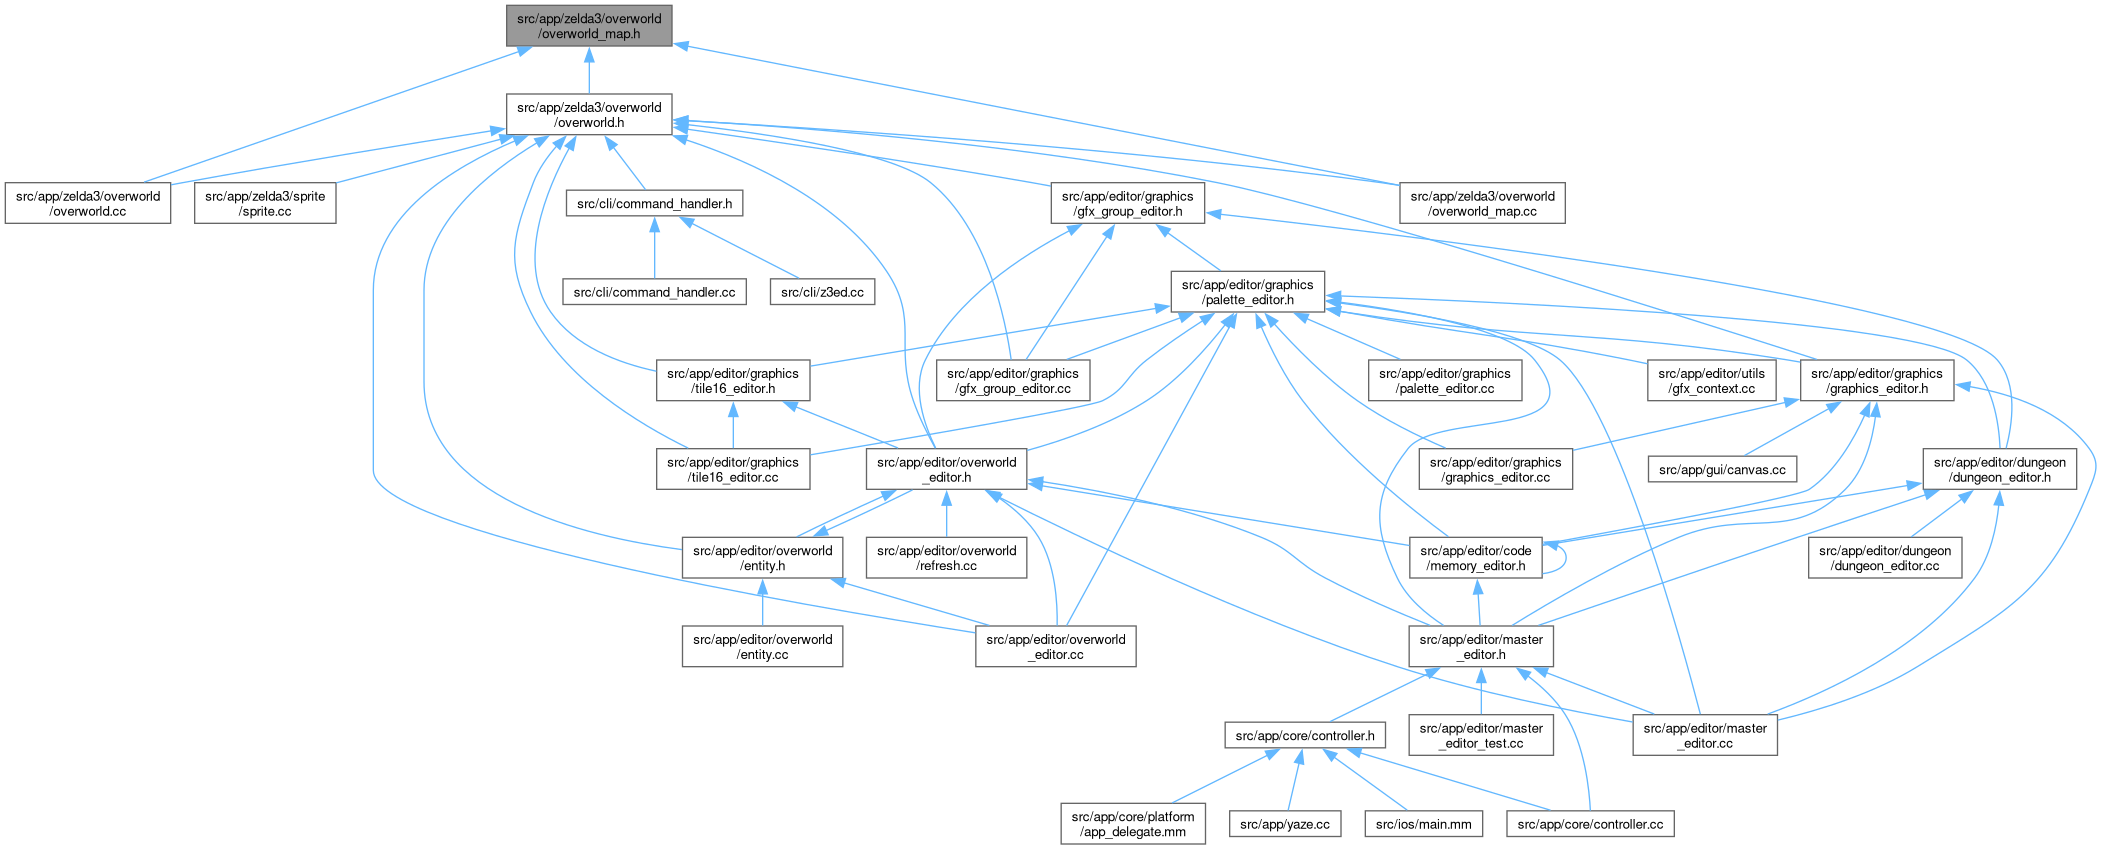 src/app/zelda3/overworld
/overworld_map.h
src/app/zelda3/overworld
/overworld.h
src/app/zelda3/overworld
/overworld.cc
src/app/zelda3/sprite
/sprite.cc
src/cli/command_handler.h
src/app/editor/graphics
/gfx_group_editor.h
src/app/zelda3/overworld
/overworld_map.cc
src/cli/command_handler.cc
src/cli/z3ed.cc
src/app/editor/graphics
/palette_editor.h
src/app/editor/graphics
/tile16_editor.h
src/app/editor/graphics
/gfx_group_editor.cc
src/app/editor/graphics
/palette_editor.cc
src/app/editor/utils
/gfx_context.cc
src/app/editor/graphics
/graphics_editor.h
src/app/editor/graphics
/tile16_editor.cc
src/app/editor/overworld
_editor.h
src/app/editor/graphics
/graphics_editor.cc
src/app/gui/canvas.cc
src/app/editor/dungeon
/dungeon_editor.h
src/app/editor/overworld
/entity.h
src/app/editor/overworld
/refresh.cc
src/app/editor/code
/memory_editor.h
src/app/editor/dungeon
/dungeon_editor.cc
src/app/editor/overworld
/entity.cc
src/app/editor/overworld
_editor.cc
src/app/editor/master
_editor.h
src/app/core/controller.h
src/app/editor/master
_editor_test.cc
src/app/editor/master
_editor.cc
src/app/core/platform
/app_delegate.mm
src/app/yaze.cc
src/ios/main.mm
src/app/core/controller.cc